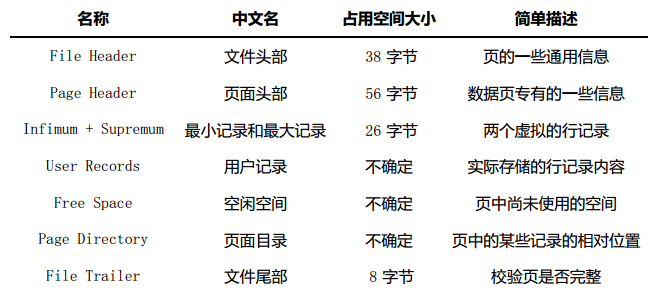 名称 中文名 占用空间大小 简单描述
File Header 文件头部 38 字节 页的一些通用信息
Page Header 页面头部 56 字节 数据页专有的一些信息
Infimum + Supremum 最小记录和最大记录 26 字节 两个虚拟的行记录
User Records 用户记录 不确定 实际存储的行记录内容
Free Space 空闲空间 不确定 页中尚未使用的空间
Page Directory 页面目录 不确定 页中的某些记录的相对位置
File Trailer 文件尾部 8 字节 校验页是否完整